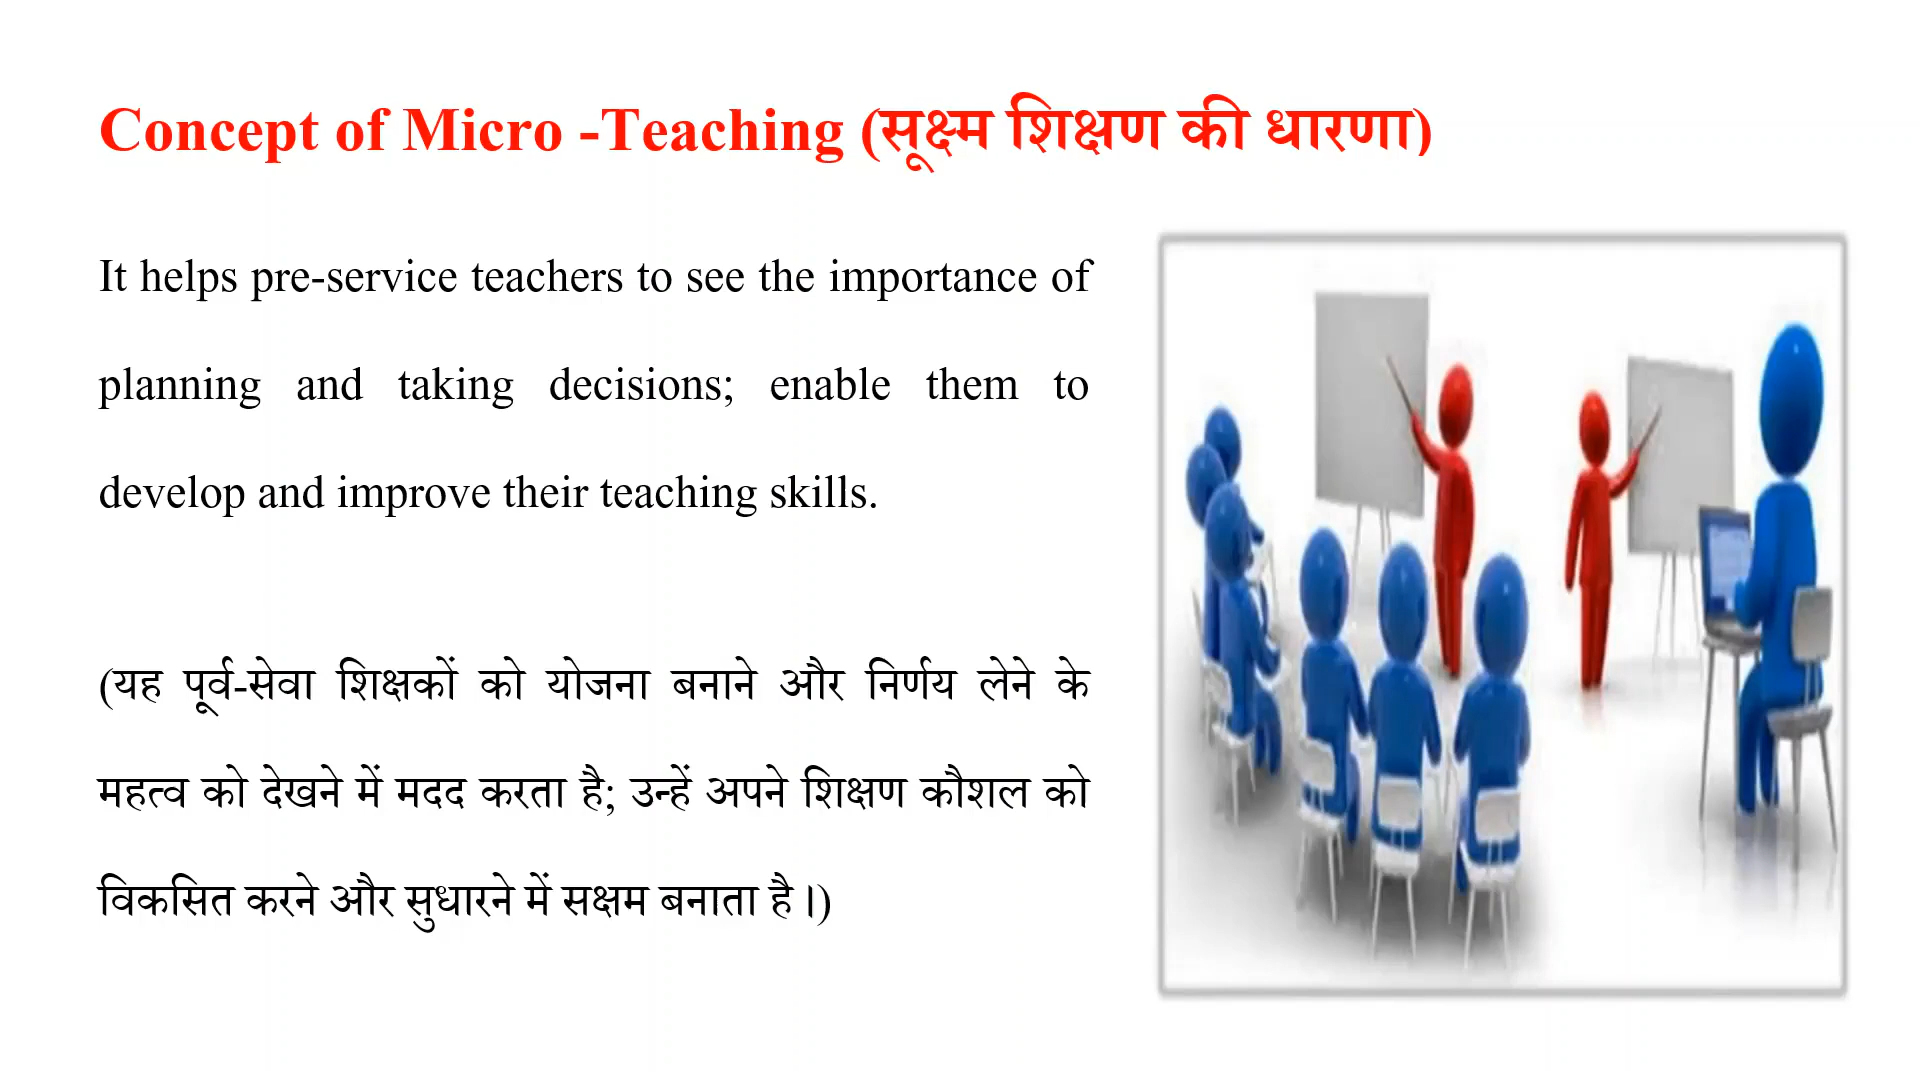 Concept of Micro -Teaching (सूक्ष्म शिक्षण की धारणा)
It helps pre-service teachers to see the importance of
planning and taking decisions; enable them to
develop and improve their teaching skills.
(यह पूर्व-सेवा शिक्षकों को योजना बनाने और निर्णय लेने के
महत्व को देखने में मदद करता है; उन्हें अपने शिक्षण कौशल को
विकसित करने और सुधारने में सक्षम बनाता है।)